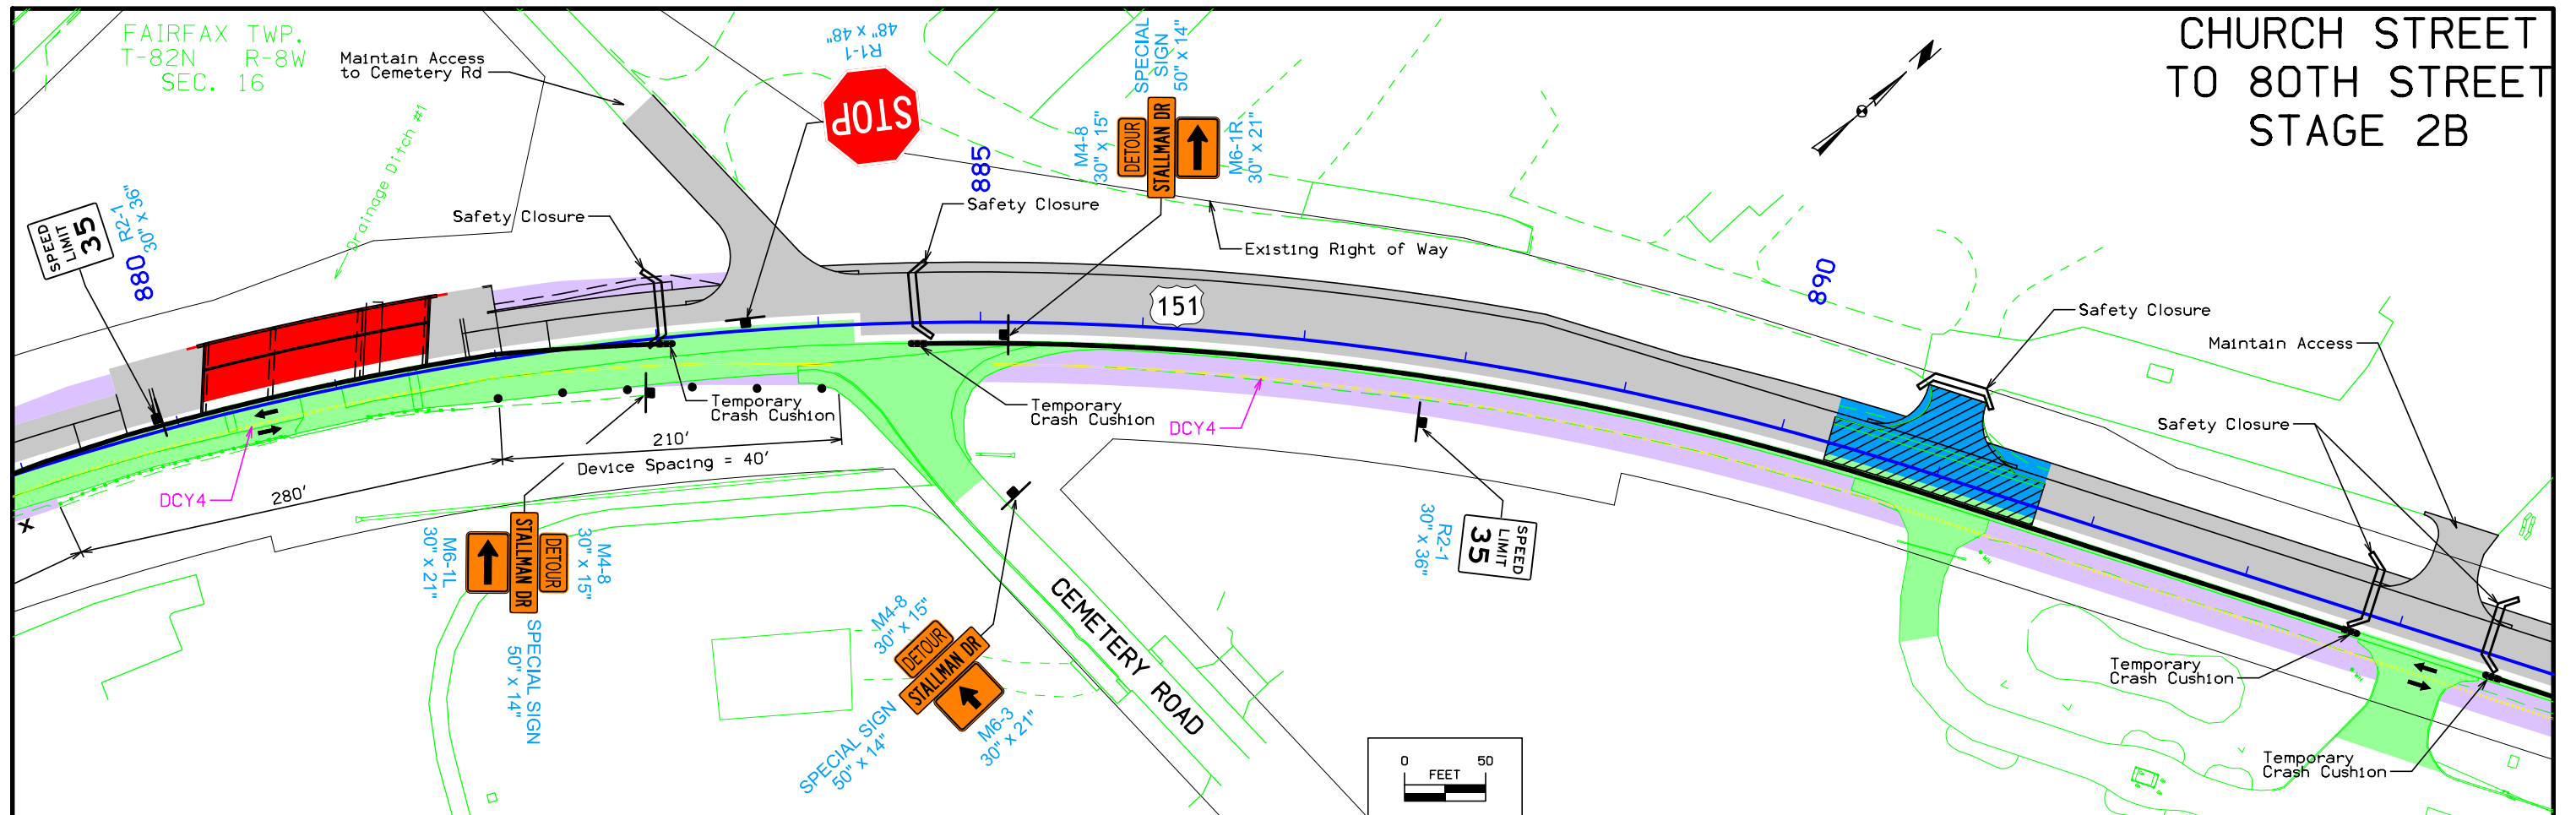 CHURCH STREET
TO 80TH STREET
STAGE 2B
FAIRFAX TWP.
T-82N R-8W
SEC. 16
Maintain Access
to Cemetery Rd
Drainage Ditch #1
SPEED
LIMIT
35
R2-1
30" x 36"
880
Safety Closure
R1-1
48" x 48"
STOP
885
Safety Closure
SPECIAL
SIGN
50" x 14"
M4-8
30" x 15"
DETOUR
STALLMAN DR
M6-1R
30" x 21"
Existing Right of Way
151
890
Safety Closure
Maintain Access
Safety Closure
Temporary
Crash Cushion
Temporary
Crash Cushion
DCY4
DCY4
210'
Device Spacing = 40'
280'
x
M6-1L
30" x 21"
STALLMAN DR
DETOUR
M4-8
30" x 15"
SPECIAL SIGN
50" x 14"
M4-8
30" x 15"
DETOUR
STALLMAN DR
SPECIAL SIGN
50" x 14"
M6-3
30" x 21"
CEMETERY ROAD
R2-1
30" x 36"
SPEED
LIMIT
35
0 50
FEET
Temporary
Crash Cushion
Temporary
Crash Cushion